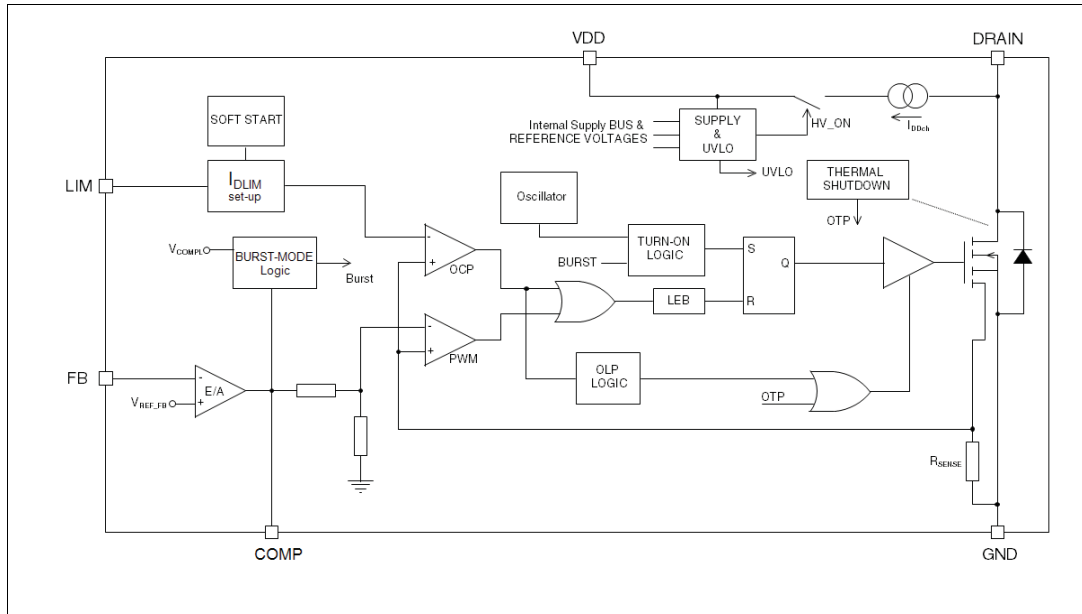 VDD
DRAIN
SOFT START
Internal Supply BUS &
REFERENCE VOLTAGES
SUPPLY
&
UVLO
HV_ON
IDDch
LIM
IDLIM
set-up
UVLO
THERMAL
SHUTDOWN
Oscillator
OTP
VCOMPL
BURST-MODE
Logic
Burst
-
+
OCP
TURN-ON
LOGIC
BURST
S
Q
R
LEB
-
+
PWM
FB
-
E/A
VREF_FB
+
OLP
LOGIC
OTP
RSENSE
COMP
GND